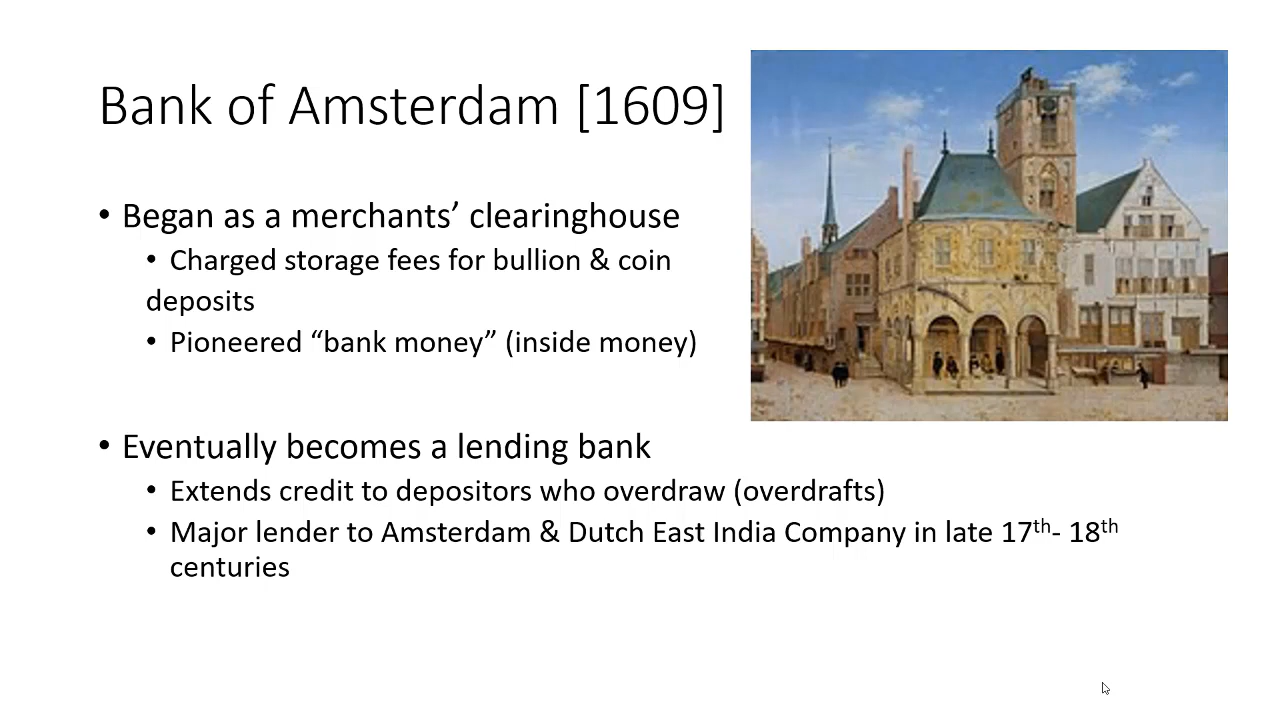 Bank of Amsterdam [1609]
• Began as a merchants’ clearinghouse
• Charged storage fees for bullion & coin
deposits
• Pioneered “bank money” (inside money)
• Eventually becomes a lending bank
• Extends credit to depositors who overdraw (overdrafts)
• Major lender to Amsterdam & Dutch East India Company in late 17th- 18th
centuries